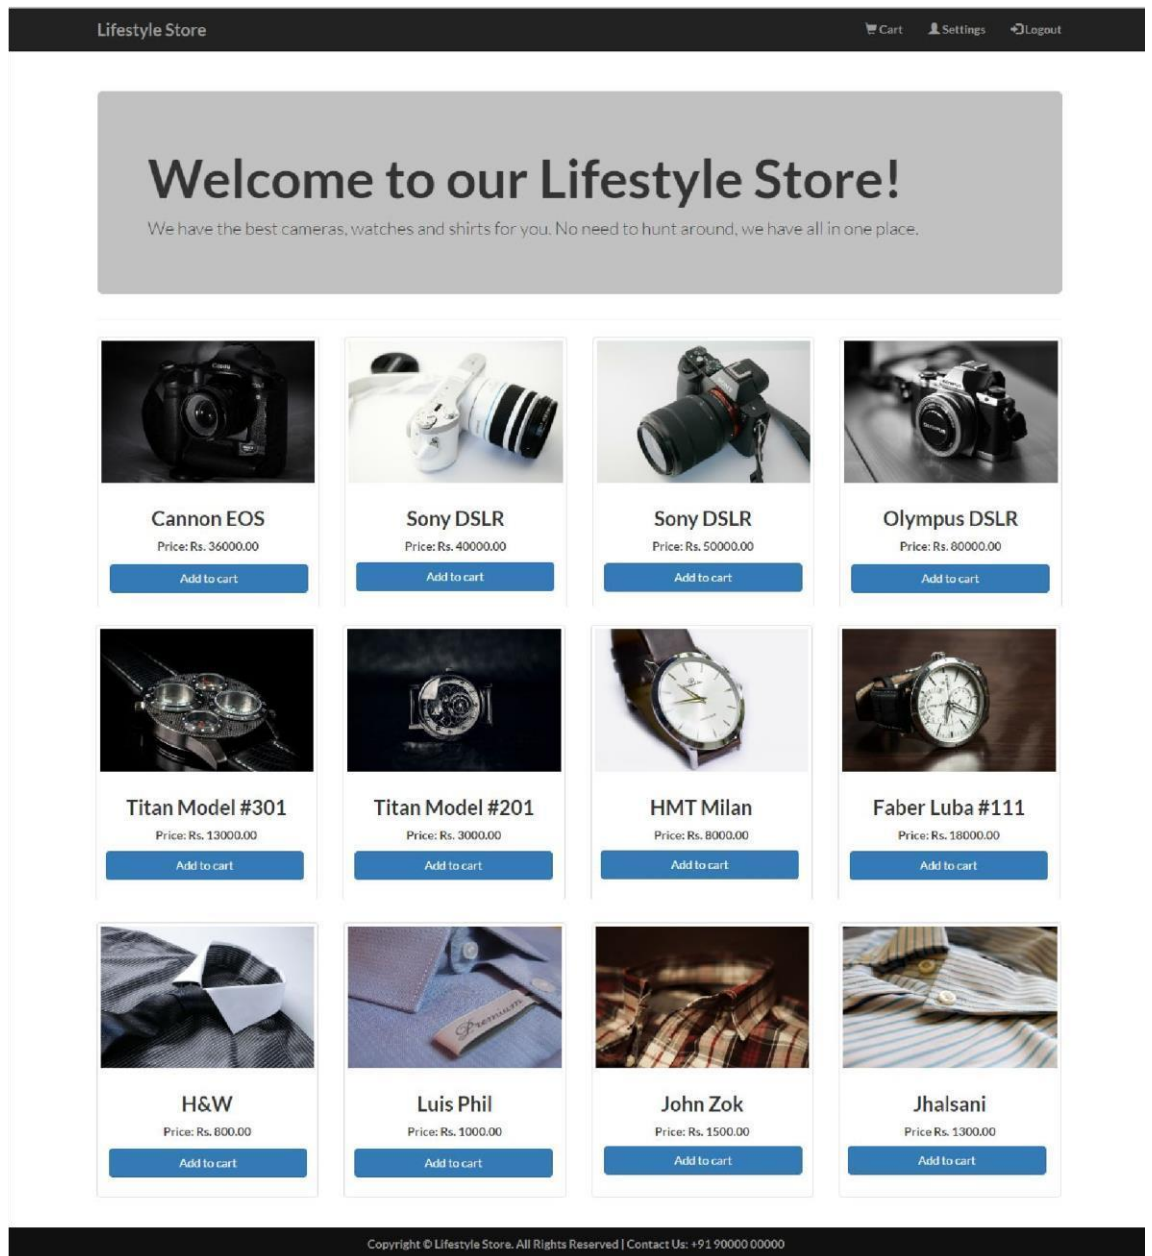 Lifestyle Store
Cart Settings Logout
Welcome to our Lifestyle Store!
We have the best cameras, watches and shirts for you. No need to hunt around, we have all in one place.
Canon
SONY
OLYMPUS
Cannon EOS
Price: Rs. 36000.00
Add to cart
Sony DSLR
Price: Rs. 40000.00
Add to cart
Sony DSLR
Price: Rs. 50000.00
Add to cart
Olympus DSLR
Price: Rs. 80000.00
Add to cart
Titan Model #301
Price: Rs. 13000.00
Add to cart
Titan Model #201
Price: Rs. 3000.00
Add to cart
HMT Milan
Price: Rs. 8000.00
Add to cart
Faber Luba #111
Price: Rs. 18000.00
Add to cart
Premium
H&W
Price: Rs. 800.00
Add to cart
Luis Phil
Price: Rs. 1000.00
Add to cart
John Zok
Price: Rs. 1500.00
Add to cart
Jhalsani
Price Rs. 1300.00
Add to cart
Copyright © Lifestyle Store. All Rights Reserved | Contact Us: +91 90000 00000